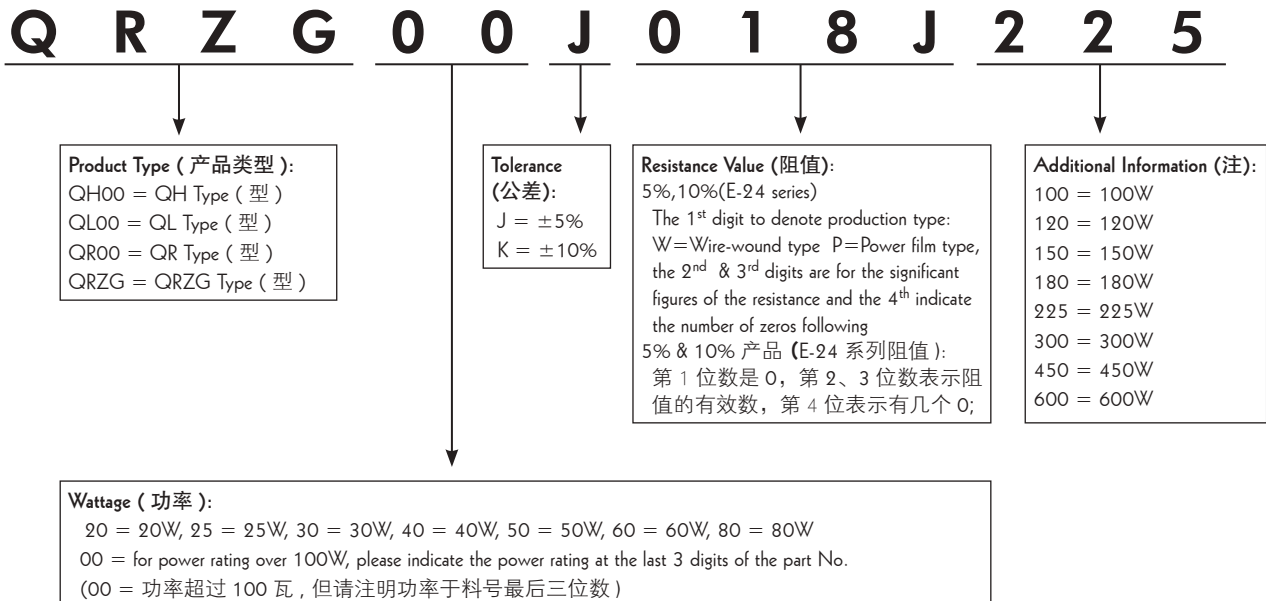 Q R Z G 0 0 J 0 1 8 J 2 2 5
Product Type ( 产品类型 ):
QH00 = QH Type ( 型 )
QL00 = QL Type ( 型 )
QR00 = QR Type ( 型 )
QRZG = QRZG Type ( 型 )
Tolerance
(公差):
J = ±5%
K = ±10%
Resistance Value (阻值):
5%,10%(E-24 series)
The 1st digit to denote production type:
W=Wire-wound type P=Power film type,
the 2nd & 3rd digits are for the significant
figures of the resistance and the 4th indicate
the number of zeros following
5% & 10% 产品 (E-24 系列阻值 ):
第 1 位数是 0，第 2、3 位数表示阻
值的有效数，第 4 位表示有几个 0;
Additional Information (注):
100 = 100W
120 = 120W
150 = 150W
180 = 180W
225 = 225W
300 = 300W
450 = 450W
600 = 600W
Wattage ( 功率 ):
20 = 20W, 25 = 25W, 30 = 30W, 40 = 40W, 50 = 50W, 60 = 60W, 80 = 80W
00 = for power rating over 100W, please indicate the power rating at the last 3 digits of the part No.
(00 = 功率超过 100 瓦 , 但请注明功率于料号最后三位数 )